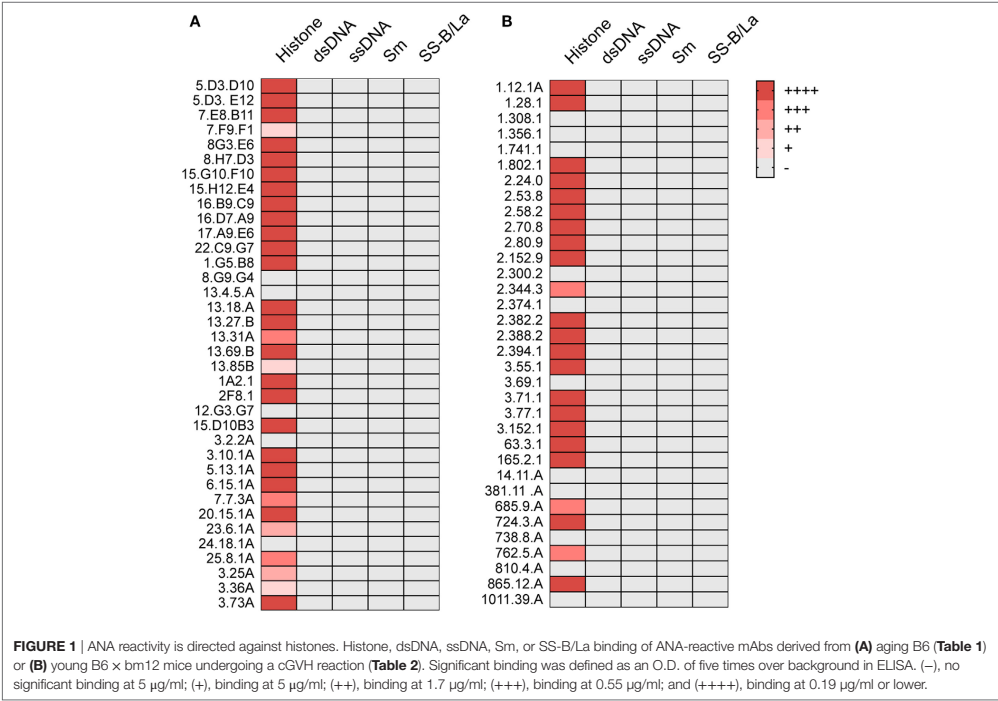 A
Histone
dsDNA
ssDNA
Sm
SS-B/La
5.D3.D10
5.D3. E12
7.E8.B11
7.F9.F1
8G3.E6
8.H7.D3
15.G10.F10
15.H12.E4
16.B9.C9
16.D7.A9
17.A9.E6
22.C9.G7
1.G5.B8
8.G9.G4
13.4.5.A
13.18.A
13.27.B
13.31A
13.69.B
13.85B
1A2.1
2F8.1
12.G3.G7
15.D10B3
3.2.2A
3.10.1A
5.13.1A
6.15.1A
7.7.3A
20.15.1A
23.6.1A
24.18.1A
25.8.1A
3.25A
3.36A
3.73A
B
Histone
dsDNA
ssDNA
Sm
SS-B/La
1.12.1A
1.28.1
1.308.1
1.356.1
1.741.1
1.802.1
2.24.0
2.53.8
2.58.2
2.70.8
2.80.9
2.152.9
2.300.2
2.344.3
2.374.1
2.382.2
2.388.2
2.394.1
3.55.1
3.69.1
3.71.1
3.77.1
3.152.1
63.3.1
165.2.1
14.11.A
381.11 .A
685.9.A
724.3.A
738.8.A
762.5.A
810.4.A
865.12.A
1011.39.A
++++
+++
++
+
-
FIGURE 1 | ANA reactivity is directed against histones. Histone, dsDNA, ssDNA, Sm, or SS-B/La binding of ANA-reactive mAbs derived from (A) aging B6 (Table 1)
or (B) young B6 × bm12 mice undergoing a cGVH reaction (Table 2). Significant binding was defined as an O.D. of five times over background in ELISA. (−), no
significant binding at 5 μg/ml; (+), binding at 5 μg/ml; (++), binding at 1.7 μg/ml; (+++), binding at 0.55 μg/ml; and (++++), binding at 0.19 μg/ml or lower.